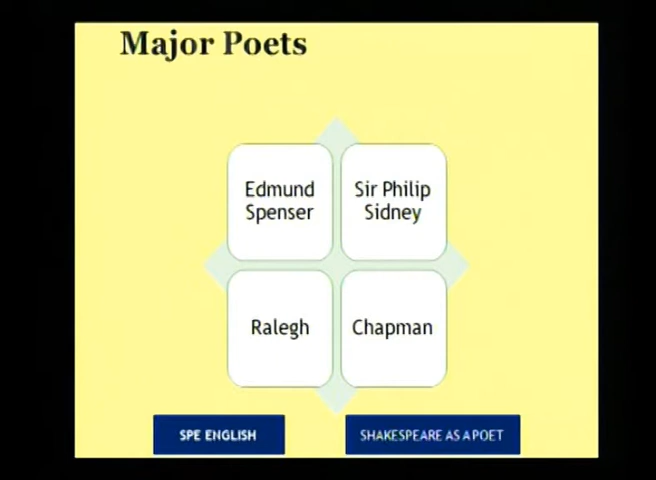 Major Poets
Edmund
Spenser
Sir Philip
Sidney
Ralegh
Chapman
SPE ENGLISH
SHAKESPEARE AS A POET